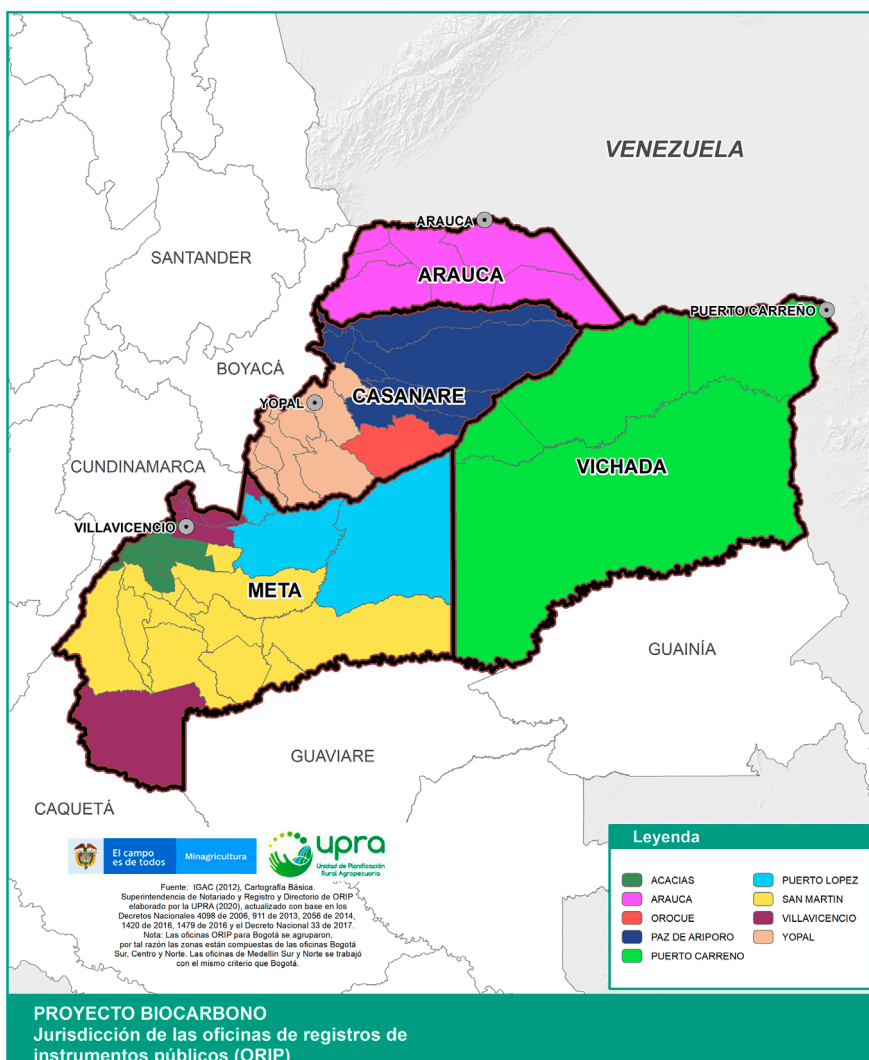 VENEZUELA
ARAUCA
SANTANDER
ARAUCA
PUERTO CARREÑO
BOYACÁ
CASANARE
YOPAL
CUNDINAMARCA
VICHADA
VILLAVICENCIO
META
GUAINÍA
GUAVIARE
CAQUETÁ
El campo
es de todos
Minagricultura
upra
Unidad de Planificación
Rural Agropecuaria
Fuente: IGAC (2012), Cartografía Básica.
Superintendencia de Notariado y Registro y Directorio de ORIP
elaborado por la UPRA (2020), actualizado con base en los
Decretos Nacionales 4098 de 2006, 911 de 2013, 2056 de 2014,
1420 de 2016, 1479 de 2016 y el Decreto Nacional 33 de 2017.
Nota: Las oficinas ORIP para Bogotá se agruparon,
por tal razón las zonas están compuestas de las oficinas Bogotá
Sur, Centro y Norte. Las oficinas de Medellín Sur y Norte se trabajó
con el mismo criterio que Bogotá.
Leyenda
ACACIAS
ARAUCA
OROCUE
PAZ DE ARIPORO
PUERTO CARRENO
PUERTO LOPEZ
SAN MARTIN
VILLAVICENCIO
YOPAL
PROYECTO BIOCARBONO
Jurisdicción de las oficinas de registros de
instrumentos públicos (ORIP)